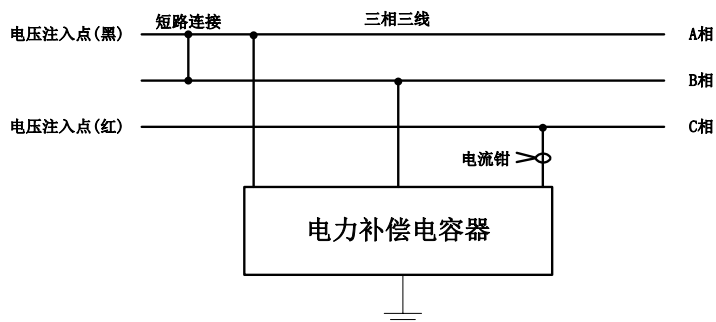 短路连接
三相三线
电压注入点(黑)
A相
B相
电压注入点(红)
C相
电流钳
电力补偿电容器